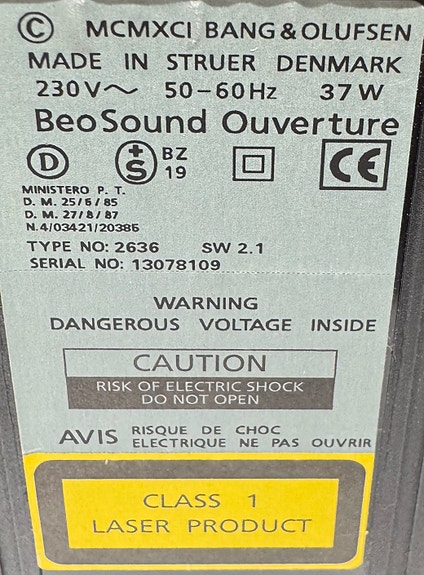 © MCMXCI BANG & OLUFSEN
MADE IN STRUER DENMARK
230V～ 50-60Hz 37W
BeoSound Ouverture
D + S BZ 19 CE
MINISTERO P. T.
D. M. 25/6/85
D. M. 27/8/87
N.4/03421/20385
TYPE NO: 2636 SW 2.1
SERIAL NO: 13078109
WARNING
DANGEROUS VOLTAGE INSIDE
CAUTION
RISK OF ELECTRIC SHOCK
DO NOT OPEN
AVIS RISQUE DE CHOC
ELECTRIQUE NE PAS OUVRIR
CLASS 1
LASER PRODUCT